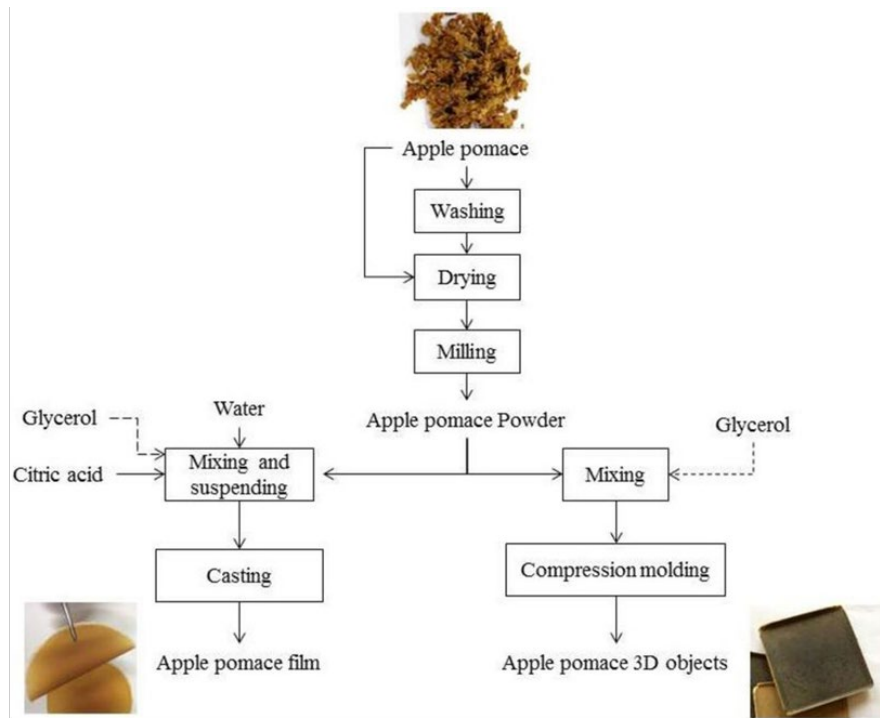 Apple pomace
Washing
Drying
Milling
Apple pomace Powder
Glycerol
Water
Citric acid
Mixing and
suspending
Glycerol
Mixing
Casting
Compression molding
Apple pomace film
Apple pomace 3D objects